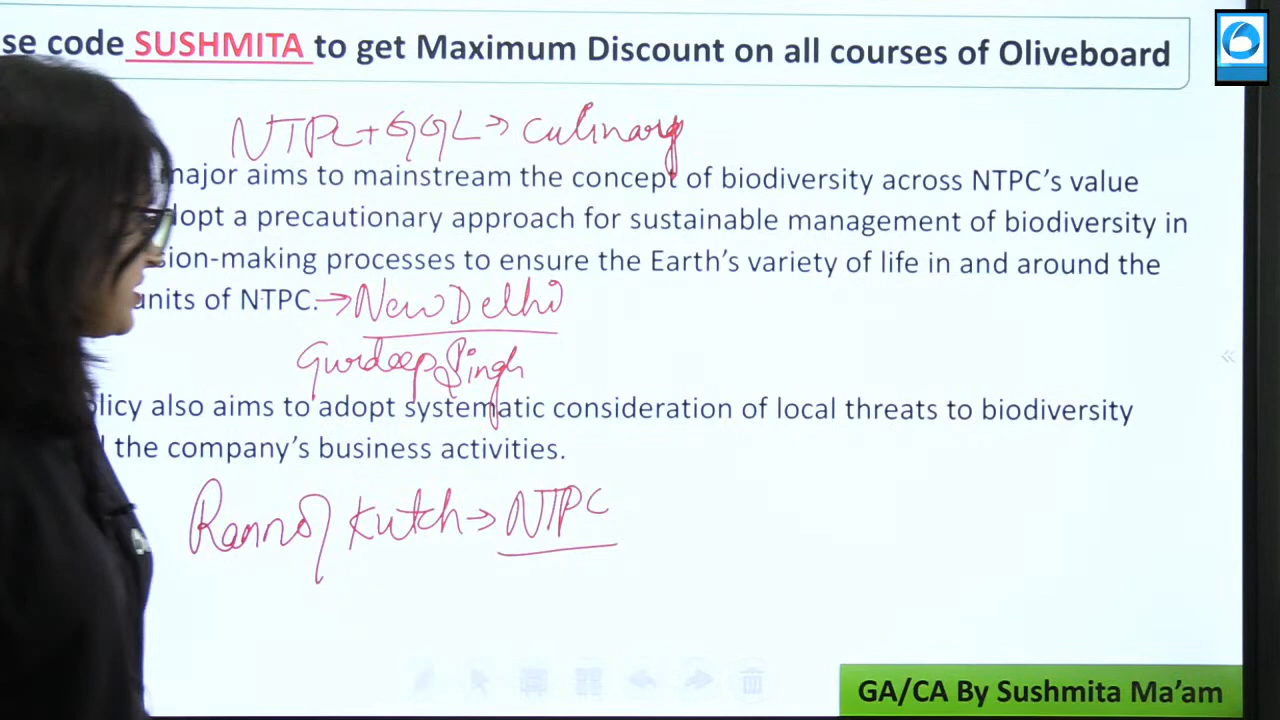 se code SUSHMITA to get Maximum Discount on all courses of Oliveboard
NTPC + GGL → Culinary
major aims to mainstream the concept of biodiversity across NTPC's value
dopt a precautionary approach for sustainable management of biodiversity in
sion-making processes to ensure the Earth's variety of life in and around the
units of NTPC. → New Delhi
Gurdeep Singh
licy also aims to adopt systematic consideration of local threats to biodiversity
the company's business activities.
Rann of Kutch → NTPC
GA/CA By Sushmita Ma'am